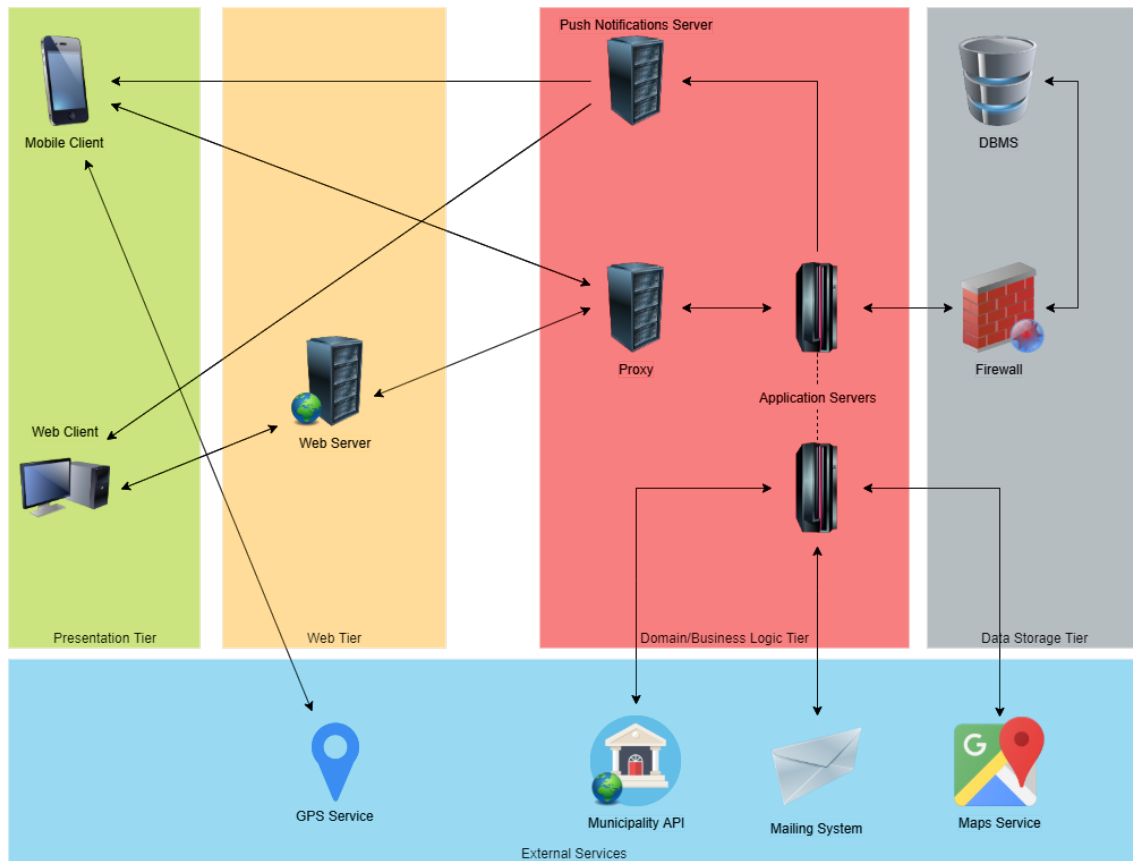 Push Notifications Server
Mobile Client
DBMS
Proxy
Firewall
Application Servers
Web Client
Web Server
Presentation Tier
Web Tier
Domain/Business Logic Tier
Data Storage Tier
G
GPS Service
Municipality API
Mailing System
Maps Service
External Services